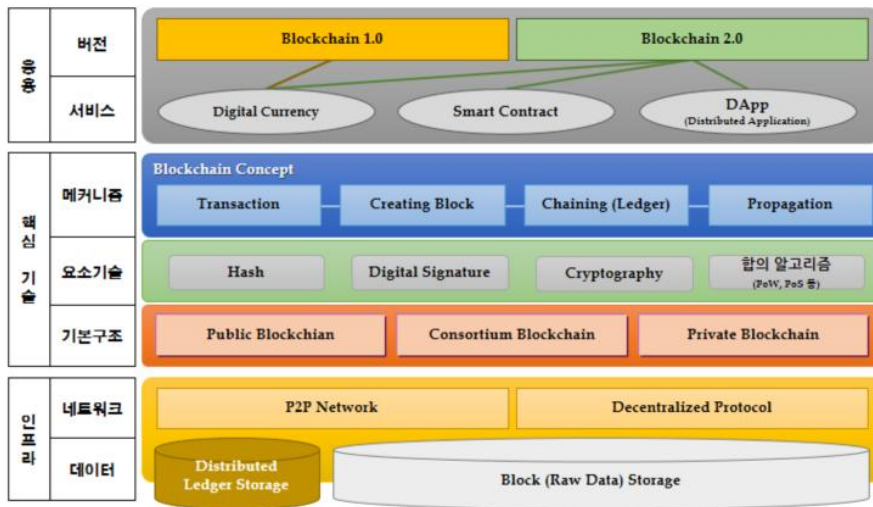 응용
버전
Blockchain 1.0
Blockchain 2.0
서비스
Digital Currency
Smart Contract
DApp
(Distributed Application)
핵심 기술
메커니즘
Blockchain Concept
Transaction
Creating Block
Chaining (Ledger)
Propagation
요소기술
Hash
Digital Signature
Cryptography
합의 알고리즘
(PoW, PoS 등)
기본구조
Public Blockchian
Consortium Blockchain
Private Blockchain
인프라
네트워크
P2P Network
Decentralized Protocol
데이터
Distributed
Ledger Storage
Block (Raw Data) Storage